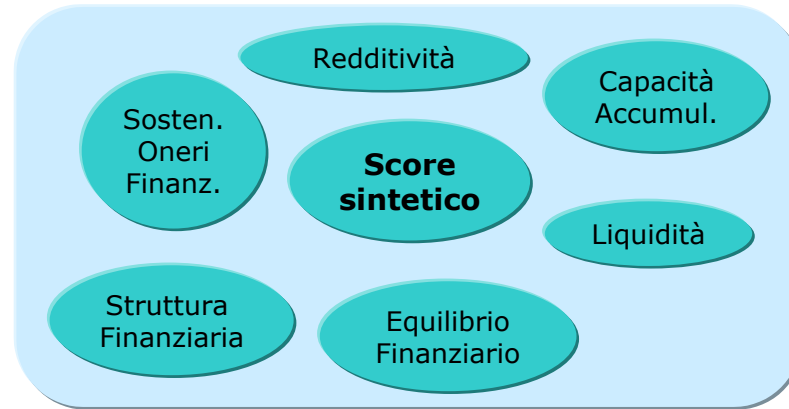 Redditività
Capacità
Accumul.
Sosten.
Oneri
Finanz.
Score
sintetico
Liquidità
Struttura
Finanziaria
Equilibrio
Finanziario